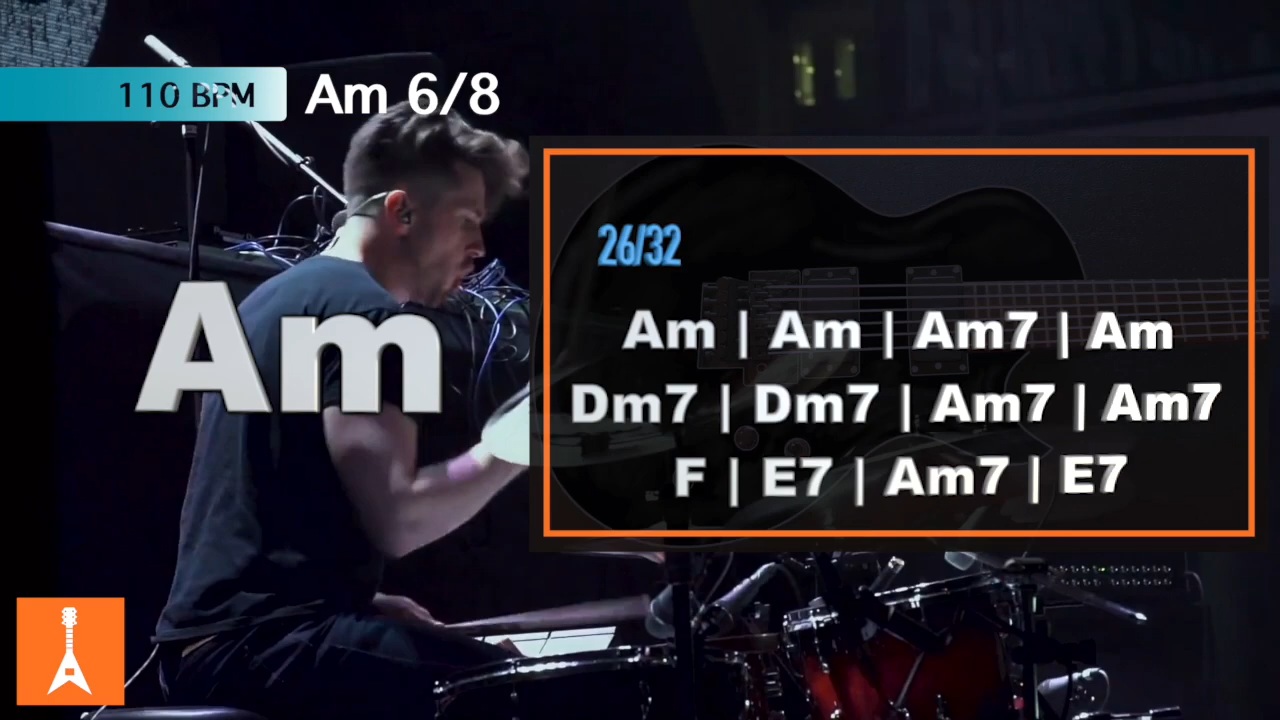 110 BPM Am 6/8
26/32
Am
Am | Am | Am7 | Am
Dm7 | Dm7 | Am7 | Am7
F | E7 | Am7 | E7